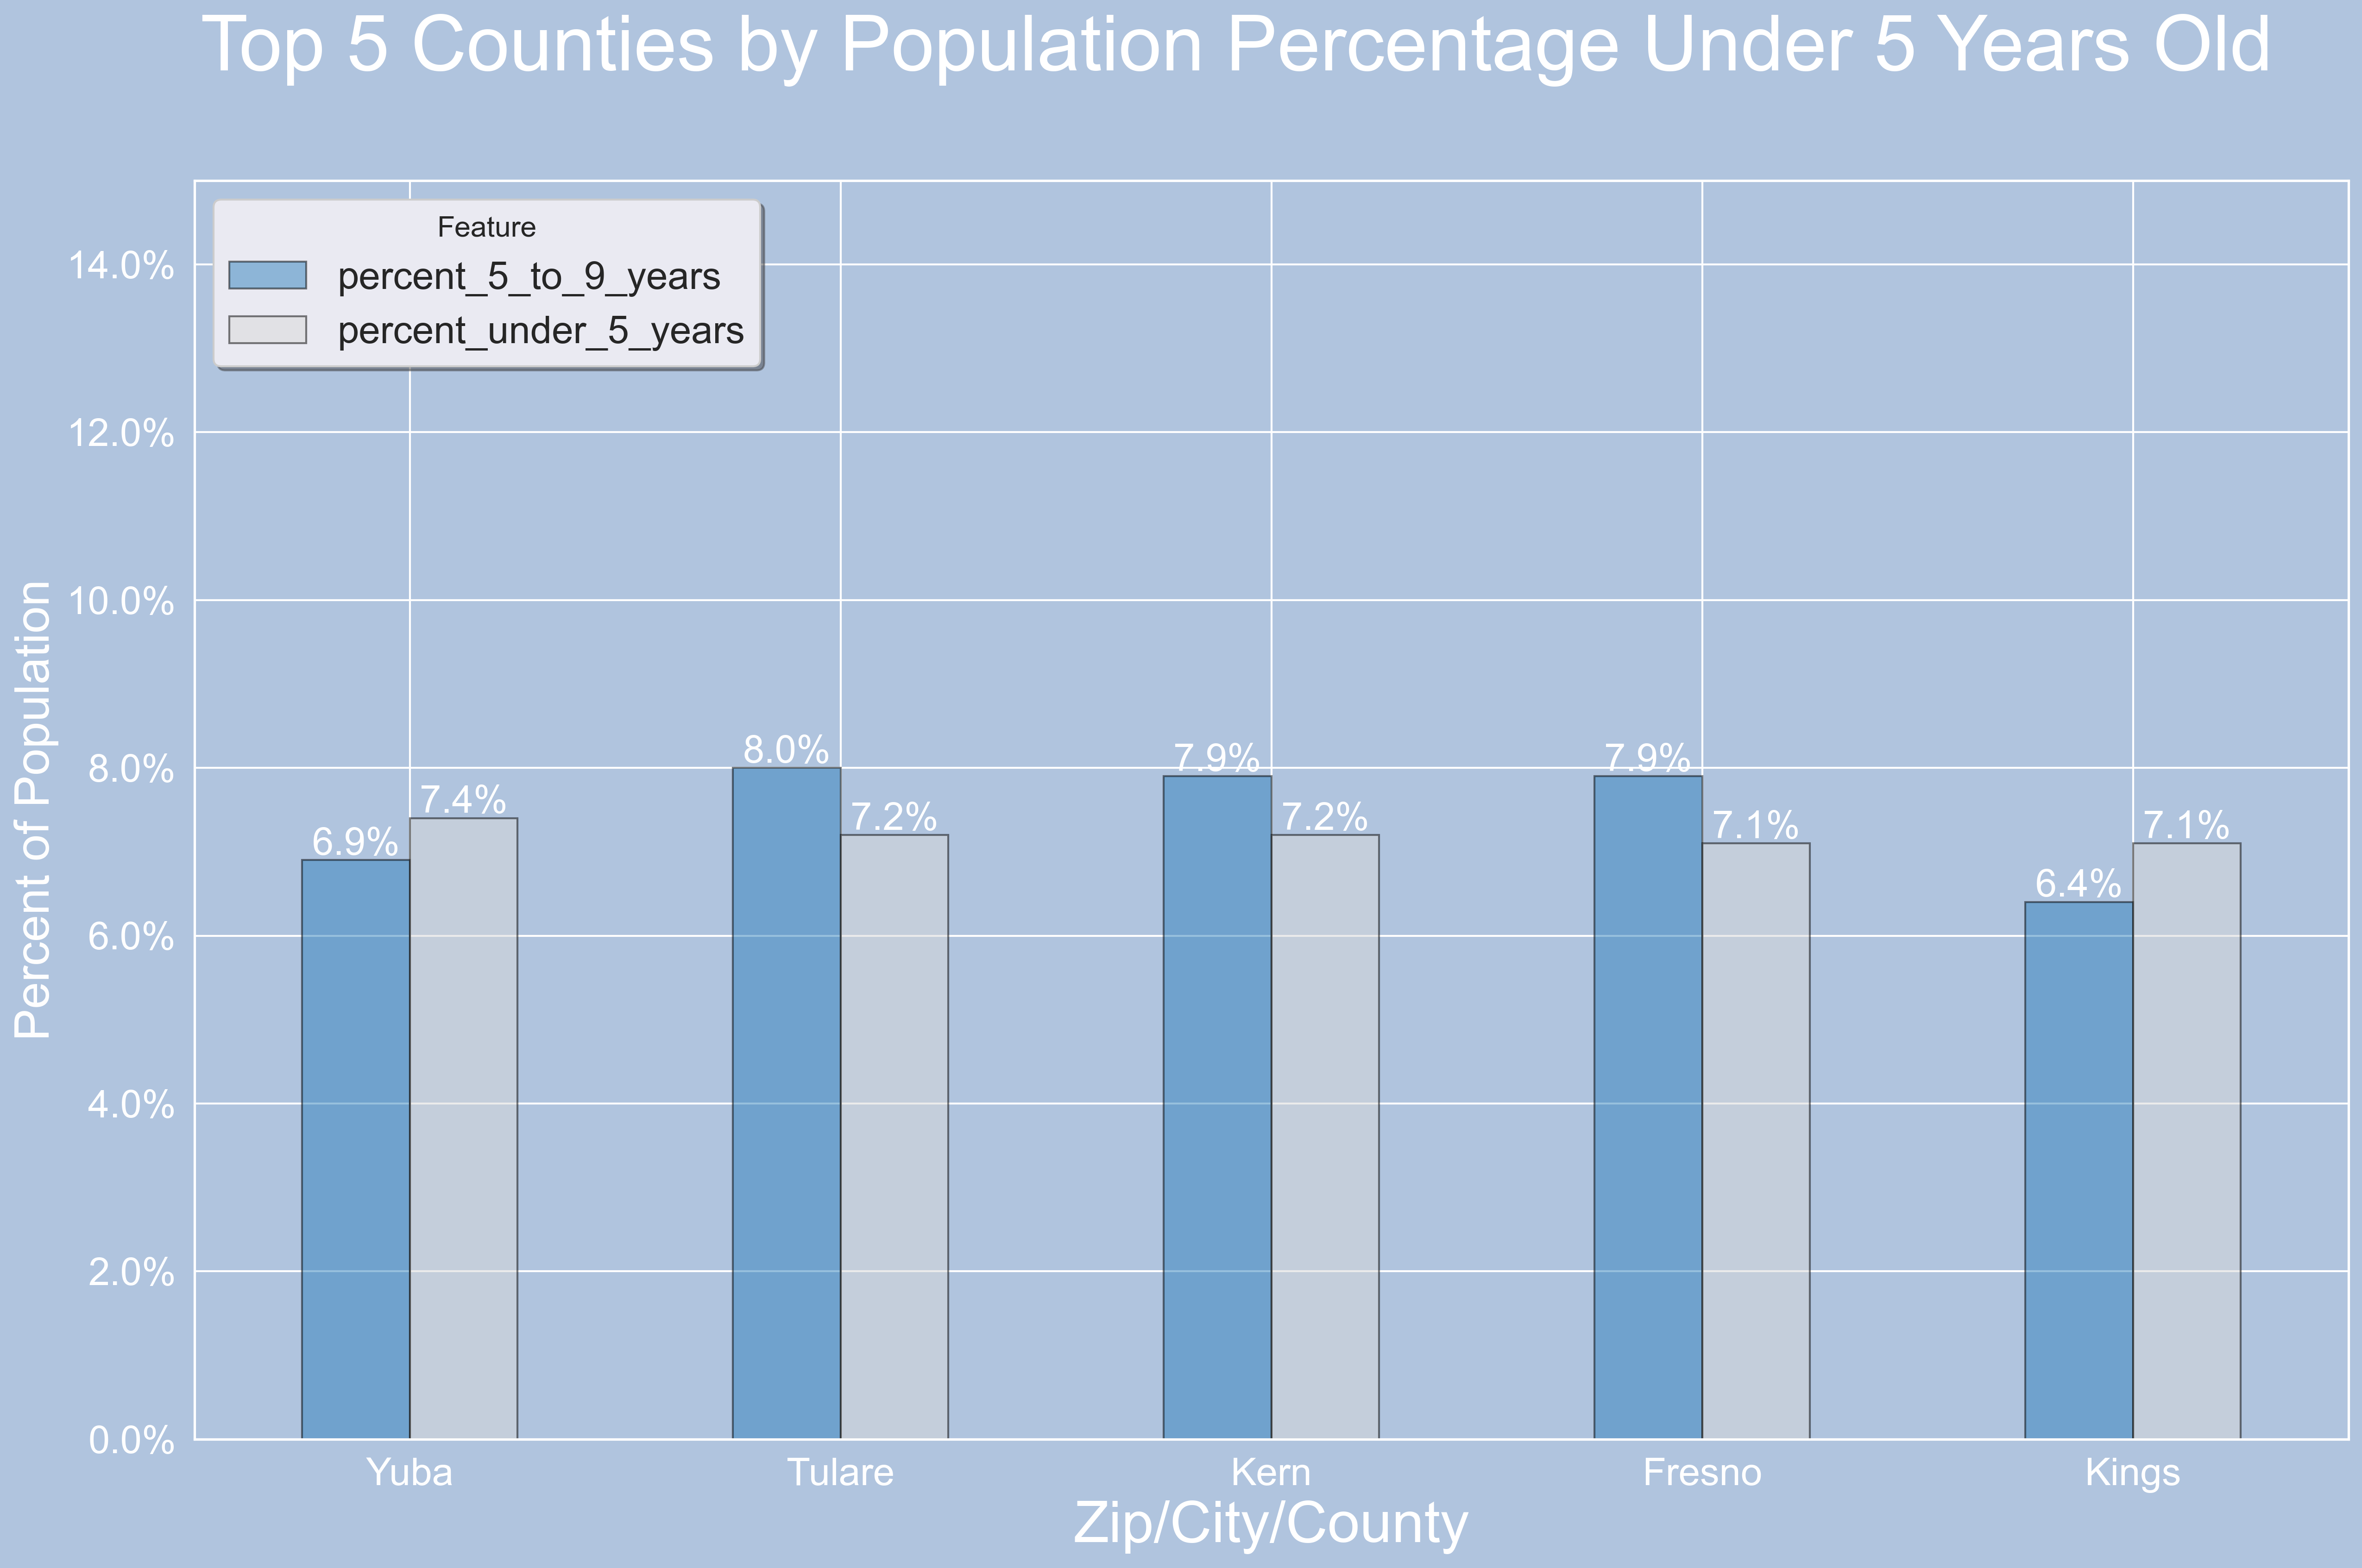 Top 5 Counties by Population Percentage Under 5 Years Old
Feature
percent_5_to_9_years
percent_under_5_years
Percent of Population
14.0%
12.0%
10.0%
8.0%
6.0%
4.0%
2.0%
0.0%
6.9%
7.4%
8.0%
7.2%
7.9%
7.2%
7.9%
7.1%
6.4%
7.1%
Yuba
Tulare
Kern
Fresno
Kings
Zip/City/County